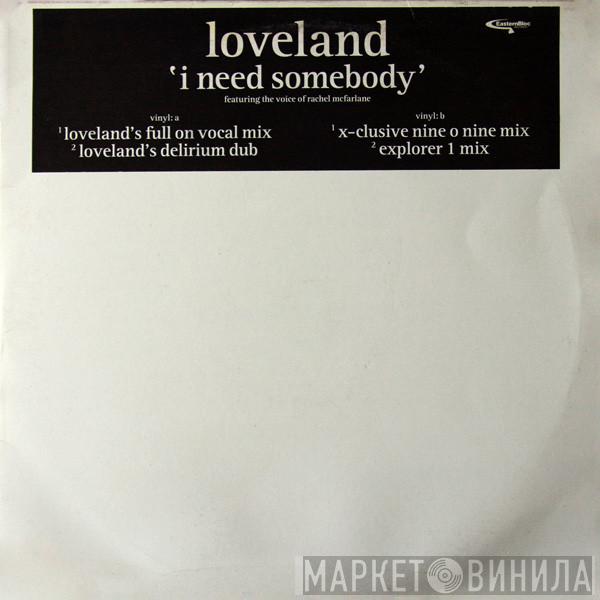 loveland
EasternBloc
'i need somebody'
featuring the voice of rachel mcfarlane
vinyl: a
1 loveland's full on vocal mix
2 loveland's delirium dub
vinyl: b
1 x-clusive nine o nine mix
2 explorer 1 mix
МАРКЕТ ВИНИЛА